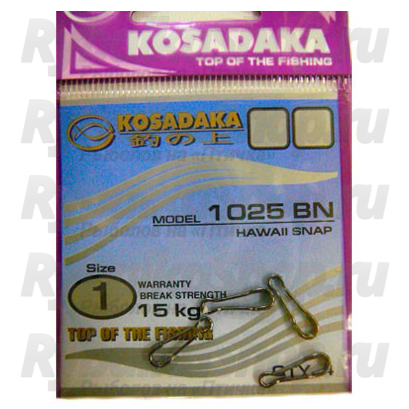 KOSADAKA
TOP OF THE FISHING
KOSADAKA
釣の上
MODEL 1025 BN
HAWAII SNAP
Size
1
WARRANTY
BREAK STRENGTH
15 kg
TOP OF THE FISHING
QTY